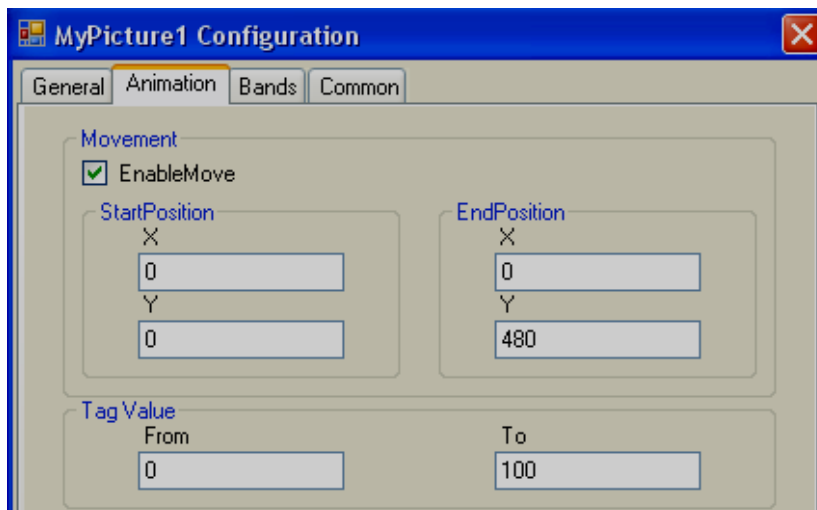 MyPicture1 Configuration
General Animation Bands Common
Movement
EnableMove
StartPosition EndPosition
X X
0 0
Y Y
0 480
Tag Value
From To
0 100